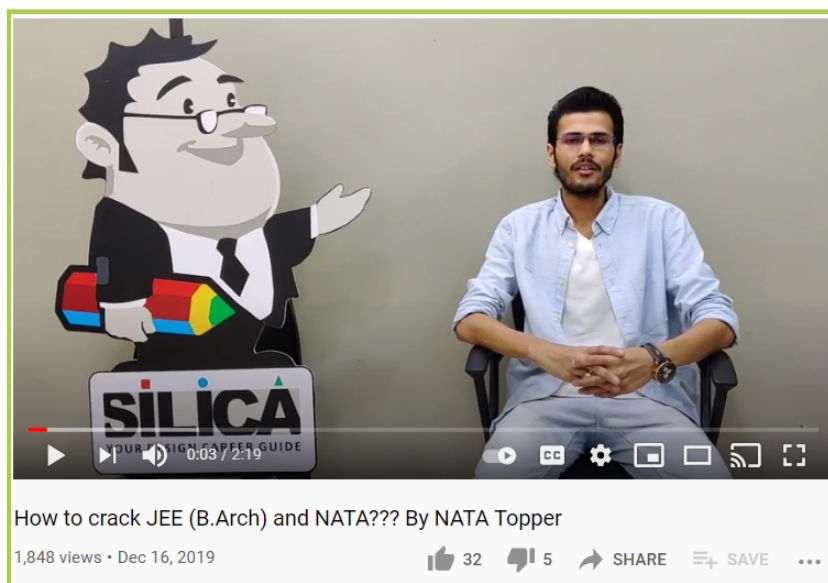 SILICA
YOUR DESIGN CAREER GUIDE
0:03 / 2:19
CC
How to crack JEE (B.Arch) and NATA??? By NATA Topper
1,848 views • Dec 16, 2019
32 5 SHARE SAVE